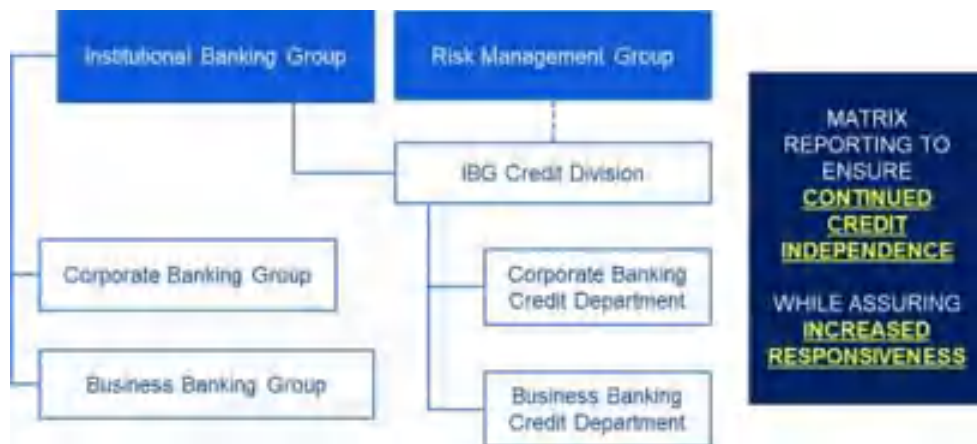 Institutional Banking Group
Risk Management Group
IBG Credit Division
Corporate Banking Group
Corporate Banking
Credit Department
Business Banking Group
Business Banking
Credit Department
MATRIX
REPORTING TO
ENSURE
CONTINUED
CREDIT
INDEPENDENCE
WHILE ASSURING
INCREASED
RESPONSIVENESS